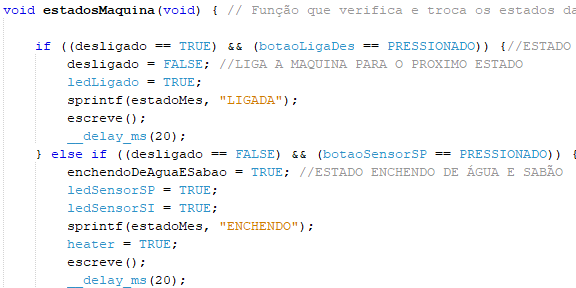 void estadosMaquina(void) { // Função que verifica e troca os estados da
if ((desligado == TRUE) && (botaoLigaDes == PRESSIONADO)) {//ESTADO
desligado = FALSE; //LIGA A MAQUINA PARA O PROXIMO ESTADO
ledLigado = TRUE;
sprintf(estadoMes, "LIGADA");
escreve();
__delay_ms(20);
} else if ((desligado == FALSE) && (botaoSensorSP == PRESSIONADO)) {
enchendoDeAguaESabao = TRUE; //ESTADO ENCHENDO DE ÁGUA E SABÃO
ledSensorSP = TRUE;
ledSensorSI = TRUE;
sprintf(estadoMes, "ENCHENDO");
heater = TRUE;
escreve();
__delay_ms(20);